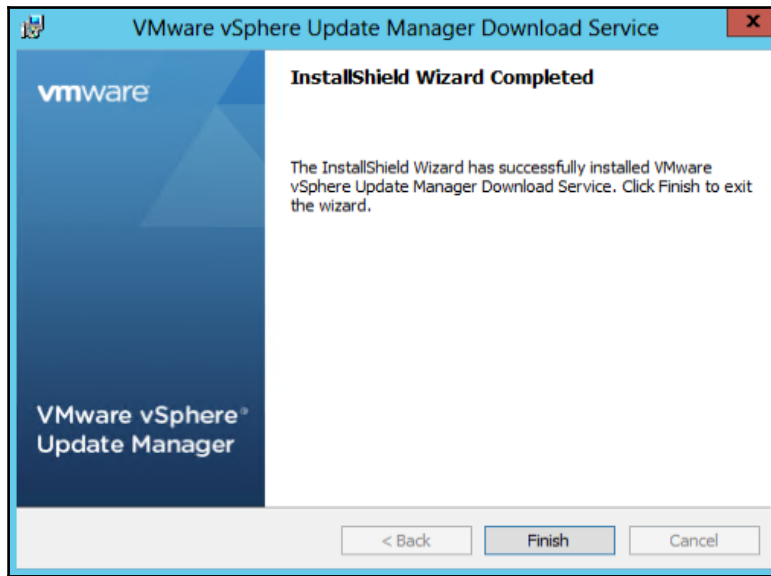 VMware vSphere Update Manager Download Service
x
vmware
InstallShield Wizard Completed
The InstallShield Wizard has successfully installed VMware
vSphere Update Manager Download Service. Click Finish to exit
the wizard.
VMware vSphere®
Update Manager
< Back
Finish
Cancel